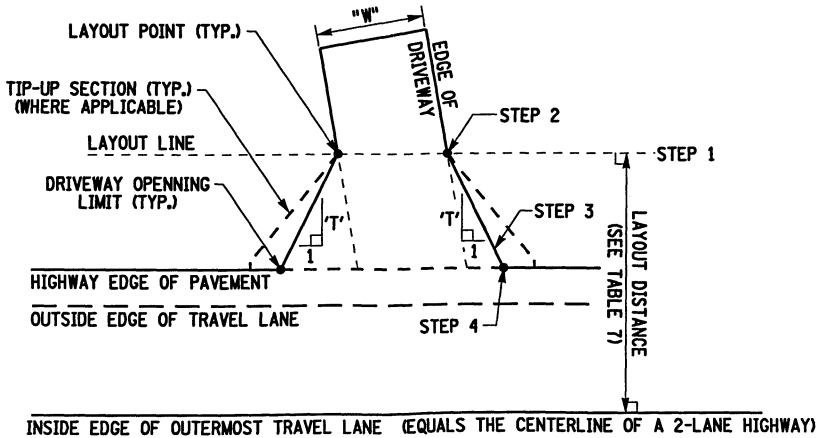 "W"
LAYOUT POINT (TYP.)
EDGE OF
DRIVEWAY
TIP-UP SECTION (TYP.)
(WHERE APPLICABLE)
STEP 2
LAYOUT LINE
STEP 1
DRIVEWAY OPENNING
LIMIT (TYP.)
'T'
1
'T'
1
STEP 3
LAYOUT DISTANCE
(SEE TABLE 7)
HIGHWAY EDGE OF PAVEMENT
OUTSIDE EDGE OF TRAVEL LANE
STEP 4
INSIDE EDGE OF OUTERMOST TRAVEL LANE (EQUALS THE CENTERLINE OF A 2-LANE HIGHWAY)